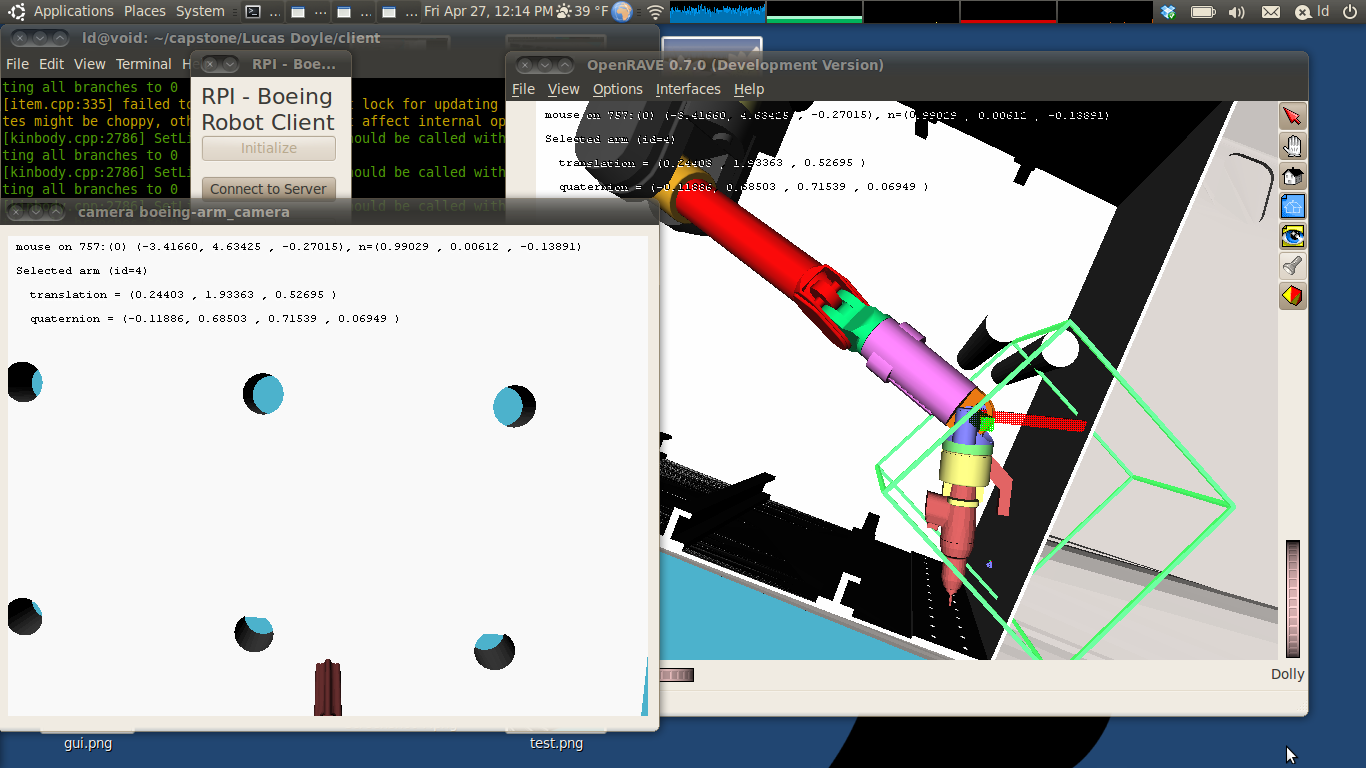 Applications Places System Fri Apr 27, 12:14 PM 39 °F ld
ld@void: ~/capstone/Lucas Doyle/client
File Edit View Terminal H
ting all branches to 0
[item.cpp:335] failed to
lock for updating
tes might be choppy, oth
affect internal op
[kinbody.cpp:2786] SetLi
ould be called with
ting all branches to 0
[kinbody.cpp:2786] SetLi
ould be called with
ting all branches to 0
ould be called with
RPI - Boe...
RPI - Boeing
Robot Client
Initialize
Connect to Server
OpenRAVE 0.7.0 (Development Version)
File View Options Interfaces Help
mouse on 757:(0) (-3.41660, 4.63425 , -0.27015), n=(0.99029 , 0.00612 , -0.13891)
Selected arm (id=4)
translation = (0.24403 , 1.93363 , 0.52695 )
quaternion = (-0.11886, 0.68503 , 0.71539 , 0.06949 )
Dolly
camera boeing-arm_camera
mouse on 757:(0) (-3.41660, 4.63425 , -0.27015), n=(0.99029 , 0.00612 , -0.13891)
Selected arm (id=4)
translation = (0.24403 , 1.93363 , 0.52695 )
quaternion = (-0.11886, 0.68503 , 0.71539 , 0.06949 )
gui.png
test.png